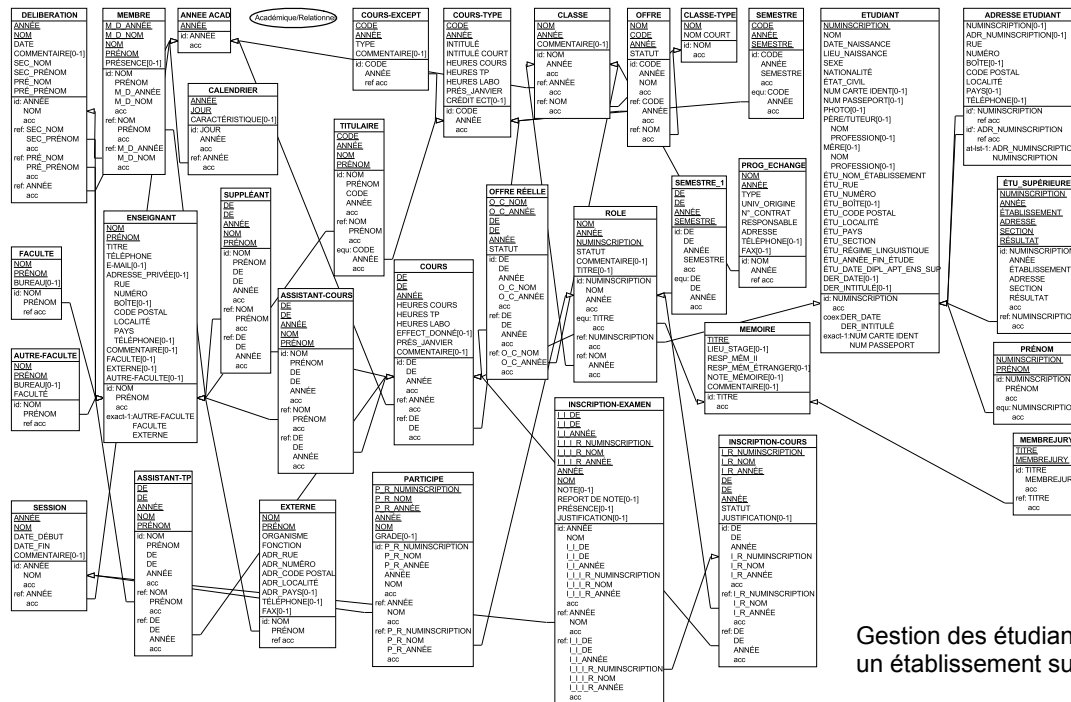 DELIBERATION
ANNÉE
NOM
DATE
COMMENTAIRE[0-1]
SEC_NOM
SEC_PRÉNOM
PRÉ_NOM
PRÉ_PRÉNOM
id: ANNÉE
NOM
acc
ref: SEC_NOM
SEC_PRÉNOM
acc
ref: PRÉ_NOM
PRÉ_PRÉNOM
acc
ref: ANNÉE
acc
MEMBRE
M_D_ANNÉE
M_D_NOM
NOM
PRÉNOM
PRÉSENCE[0-1]
id: NOM
PRÉNOM
M_D_ANNÉE
M_D_NOM
acc
ref: NOM
PRÉNOM
acc
ref: M_D_ANNÉE
M_D_NOM
acc
ANNEE ACAD
ANNÉE
id: ANNÉE
acc
Académique/Relationnel
COURS-EXCEPT
CODE
ANNÉE
TYPE
COMMENTAIRE[0-1]
id: CODE
ANNÉE
ref acc
COURS-TYPE
CODE
ANNÉE
INTITULÉ
INTITULÉ COURT
HEURES COURS
HEURES TP
HEURES LABO
PRÉS_JANVIER
CRÉDIT ECT[0-1]
id: CODE
ANNÉE
acc
CLASSE
NOM
ANNÉE
COMMENTAIRE[0-1]
id: NOM
ANNÉE
acc
ref: ANNÉE
acc
ref: NOM
acc
OFFRE
NOM
CODE
ANNÉE
STATUT
id: CODE
ANNÉE
NOM
acc
ref: CODE
ANNÉE
acc
ref: NOM
acc
CLASSE-TYPE
NOM
NOM COURT
id: NOM
acc
SEMESTRE
CODE
ANNÉE
SEMESTRE
id: CODE
ANNÉE
SEMESTRE
acc
equ: CODE
ANNÉE
acc
ETUDIANT
NUMINSCRIPTION
NOM
DATE_NAISSANCE
LIEU_NAISSANCE
SEXE
NATIONALITÉ
ÉTAT_CIVIL
NUM CARTE IDENT[0-1]
NUM PASSEPORT[0-1]
PHOTO[0-1]
PÈRE/TUTEUR[0-1]
NOM
PROFESSION[0-1]
MÈRE[0-1]
NOM
PROFESSION[0-1]
ÉTU_NOM_ÉTABLISSEMENT
ÉTU_RUE
ÉTU_NUMÉRO
ÉTU_BOÎTE[0-1]
ÉTU_CODE POSTAL
ÉTU_LOCALITÉ
ÉTU_PAYS
ÉTU_SECTION
ÉTU_RÉGIME_LINGUISTIQUE
ÉTU_ANNÉE_FIN_ÉTUDE
ÉTU_DATE_DIPL_APT_ENS_SUP
DER_DATE[0-1]
DER_INTITULÉ[0-1]
id: NUMINSCRIPTION
acc
coex:DER_DATE
DER_INTITULÉ
exact-1:NUM CARTE IDENT
NUM PASSEPORT
ADRESSE ETUDIANT
NUMINSCRIPTION[0-1]
ADR_NUMINSCRIPTION[0-1]
RUE
NUMÉRO
BOÎTE[0-1]
CODE POSTAL
LOCALITÉ
PAYS[0-1]
TÉLÉPHONE[0-1]
id': NUMINSCRIPTION
ref acc
id': ADR_NUMINSCRIPTION
ref acc
at-lst-1: ADR_NUMINSCRIPTIO
NUMINSCRIPTION
CALENDRIER
ANNÉE
JOUR
CARACTÉRISTIQUE[0-1]
id: JOUR
ANNÉE
acc
ref: ANNÉE
acc
TITULAIRE
CODE
ANNÉE
NOM
PRÉNOM
id: NOM
PRÉNOM
CODE
ANNÉE
acc
ref: NOM
PRÉNOM
acc
equ: CODE
ANNÉE
acc
SUPPLÉANT
DE
DE
ANNÉE
NOM
PRÉNOM
id: NOM
PRÉNOM
DE
DE
ANNÉE
acc
ref: NOM
PRÉNOM
acc
ref: DE
DE
ANNÉE
acc
OFFRE RÉELLE
O_C_NOM
O_C_ANNÉE
DE
DE
ANNÉE
STATUT
id: DE
DE
ANNÉE
O_C_NOM
O_C_ANNÉE
acc
ref: DE
DE
ANNÉE
acc
ref: O_C_NOM
O_C_ANNÉE
acc
PROG_ECHANGE
NOM
ANNÉE
TYPE
UNIV_ORIGINE
N°_CONTRAT
RESPONSABLE
ADRESSE
TÉLÉPHONE[0-1]
FAX[0-1]
id: NOM
ANNÉE
ref acc
SEMESTRE_1
DE
DE
ANNÉE
SEMESTRE
id: DE
DE
ANNÉE
SEMESTRE
acc
equ: DE
DE
ANNÉE
acc
ÉTU_SUPÉRIEURE
NUMINSCRIPTION
ANNÉE
ÉTABLISSEMENT
ADRESSE
SECTION
RÉSULTAT
id: NUMINSCRIPTION
ANNÉE
ÉTABLISSEMENT
ADRESSE
SECTION
RÉSULTAT
acc
ref: NUMINSCRIPTION
acc
ENSEIGNANT
NOM
PRÉNOM
TITRE
TÉLÉPHONE
E-MAIL[0-1]
ADRESSE_PRIVÉE[0-1]
RUE
NUMÉRO
BOÎTE[0-1]
CODE POSTAL
LOCALITÉ
PAYS
TÉLÉPHONE[0-1]
COMMENTAIRE[0-1]
FACULTÉ[0-1]
EXTERNE[0-1]
AUTRE-FACULTE[0-1]
id: NOM
PRÉNOM
acc
exact-1:AUTRE-FACULTE
FACULTE
EXTERNE
ROLE
NOM
ANNÉE
NUMINSCRIPTION
STATUT
COMMENTAIRE[0-1]
TITRE[0-1]
id: NUMINSCRIPTION
NOM
ANNÉE
acc
equ: TITRE
acc
ref: NUMINSCRIPTION
acc
ref: NOM
ANNÉE
acc
FACULTE
NOM
PRÉNOM
BUREAU[0-1]
id: NOM
PRÉNOM
ref acc
COURS
DE
DE
ANNÉE
HEURES COURS
HEURES TP
HEURES LABO
EFFECT_DONNÉ[0-1]
PRÉS_JANVIER
COMMENTAIRE[0-1]
id: DE
DE
ANNÉE
acc
ref: DE
DE
acc
ASSISTANT-COURS
DE
DE
ANNÉE
NOM
PRÉNOM
id: NOM
PRÉNOM
DE
DE
ANNÉE
acc
ref: NOM
PRÉNOM
acc
ref: DE
DE
ANNÉE
acc
MEMOIRE
TITRE
LIEU_STAGE[0-1]
RESP_MÉM_II
RESP_MÉM_ÉTRANGER[0-1]
NOTE_MÉMOIRE[0-1]
COMMENTAIRE[0-1]
id: TITRE
acc
PRÉNOM
NUMINSCRIPTION
PRÉNOM
id: NUMINSCRIPTION
PRÉNOM
acc
equ: NUMINSCRIPTION
acc
AUTRE-FACULTE
NOM
PRÉNOM
BUREAU[0-1]
FACULTÉ
id: NOM
PRÉNOM
ref acc
INSCRIPTION-EXAMEN
I_I_DE
I_I_DE
I_I_ANNÉE
I_I_I_R_NUMINSCRIPTION
I_I_I_R_NOM
I_I_I_R_ANNÉE
ANNÉE
NOM
NOTE[0-1]
REPORT DE NOTE[0-1]
PRÉSENCE[0-1]
JUSTIFICATION[0-1]
id: ANNÉE
NOM
I_I_DE
I_I_DE
I_I_ANNÉE
I_I_I_R_NUMINSCRIPTION
I_I_I_R_NOM
I_I_I_R_ANNÉE
acc
ref: ANNÉE
NOM
acc
ref: I_I_DE
I_I_DE
I_I_ANNÉE
I_I_I_R_NUMINSCRIPTION
I_I_I_R_NOM
I_I_I_R_ANNÉE
acc
INSCRIPTION-COURS
I_R_NUMINSCRIPTION
I_R_NOM
I_R_ANNÉE
DE
DE
ANNÉE
STATUT
JUSTIFICATION[0-1]
id: DE
DE
ANNÉE
I_R_NUMINSCRIPTION
I_R_NOM
I_R_ANNÉE
acc
ref: I_R_NUMINSCRIPTION
I_R_NOM
I_R_ANNÉE
acc
ref: DE
DE
ANNÉE
acc
MEMBREJURY
TITRE
MEMBREJURY
id: TITRE
MEMBREJUR
acc
ref: TITRE
acc
ASSISTANT-TP
DE
DE
ANNÉE
NOM
PRÉNOM
id: NOM
PRÉNOM
DE
DE
ANNÉE
acc
ref: NOM
PRÉNOM
acc
ref: DE
DE
ANNÉE
acc
PARTICIPE
P_R_NUMINSCRIPTION
P_R_NOM
P_R_ANNÉE
ANNÉE
NOM
GRADE[0-1]
id: P_R_NUMINSCRIPTION
P_R_NOM
P_R_ANNÉE
ANNÉE
NOM
acc
ref: ANNÉE
NOM
acc
ref: P_R_NUMINSCRIPTION
P_R_NOM
P_R_ANNÉE
acc
SESSION
ANNÉE
NOM
DATE_DÉBUT
DATE_FIN
COMMENTAIRE[0-1]
id: ANNÉE
NOM
acc
ref: ANNÉE
acc
EXTERNE
NOM
PRÉNOM
ORGANISME
FONCTION
ADR_RUE
ADR_NUMÉRO
ADR_CODE POSTAL
ADR_LOCALITÉ
ADR_PAYS[0-1]
TÉLÉPHONE[0-1]
FAX[0-1]
id: NOM
PRÉNOM
ref acc
Gestion des étudian
un établissement su